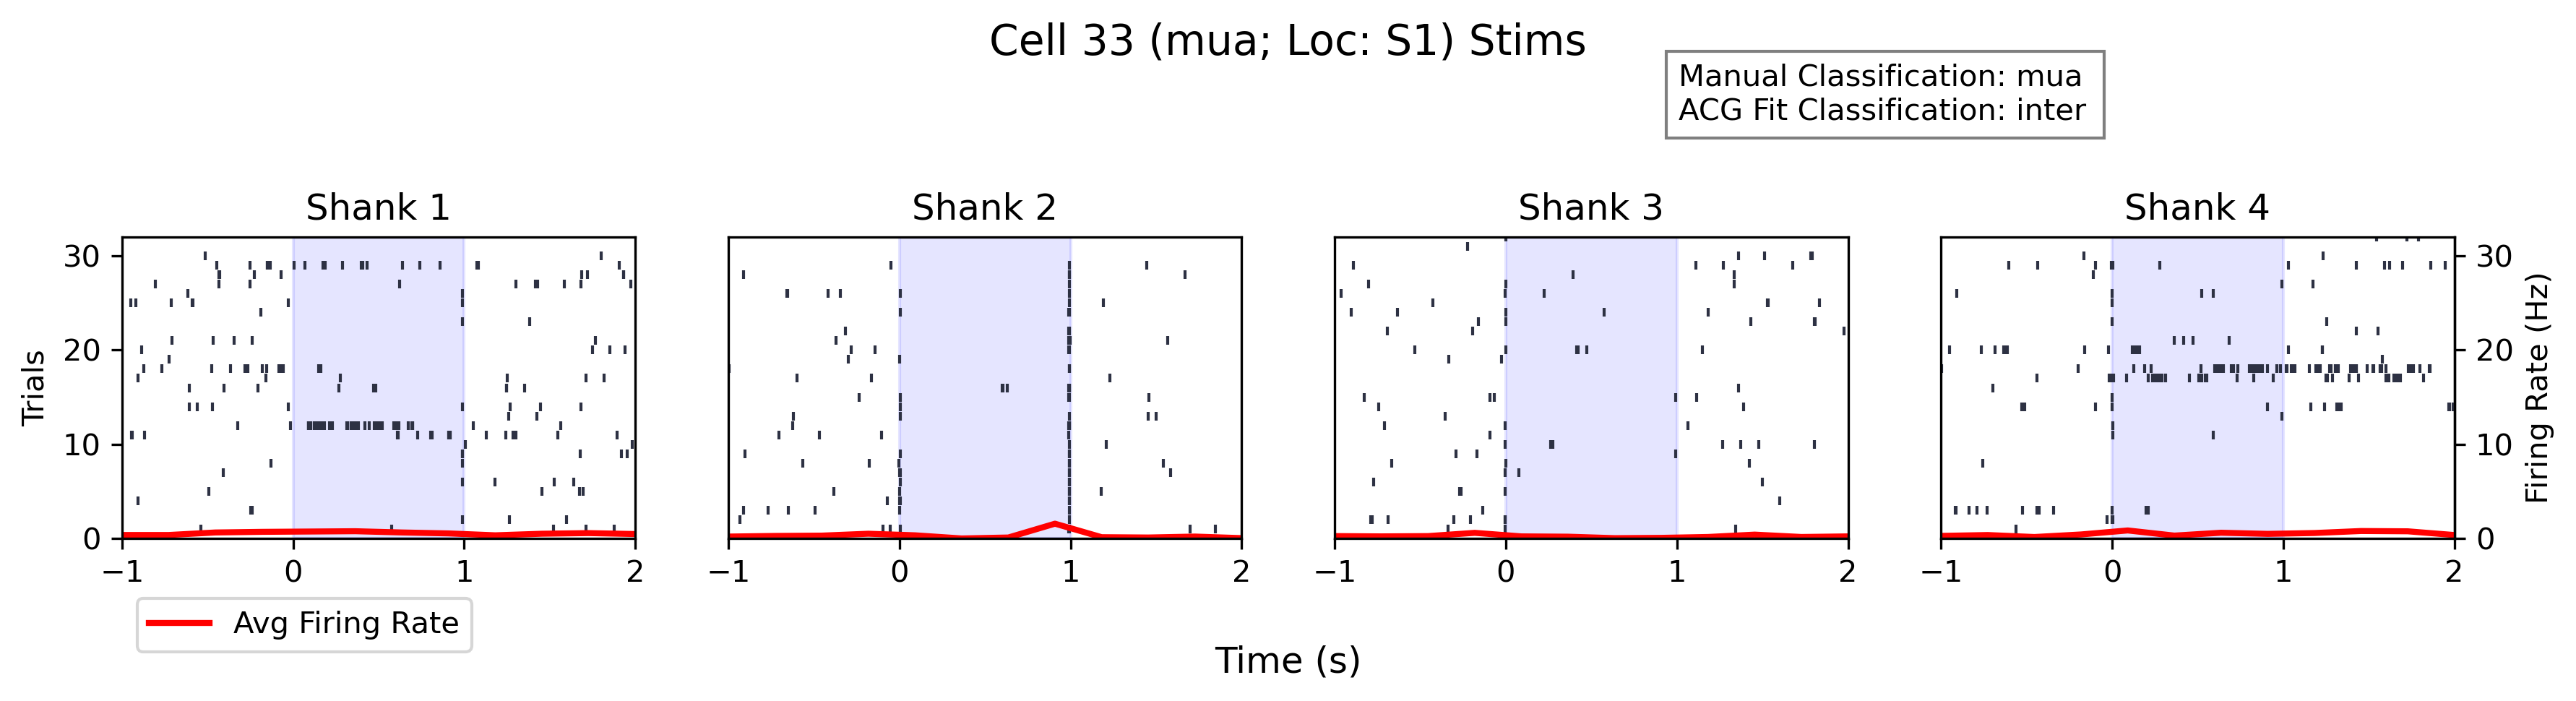 Cell 33 (mua; Loc: S1) Stims
Manual Classification: mua
ACG Fit Classification: inter
Shank 1
Shank 2
Shank 3
Shank 4
Trials
30
20
10
0
30
20
10
0
Firing Rate (Hz)
−1 0 1 2
−1 0 1 2
−1 0 1 2
−1 0 1 2
Avg Firing Rate
Time (s)